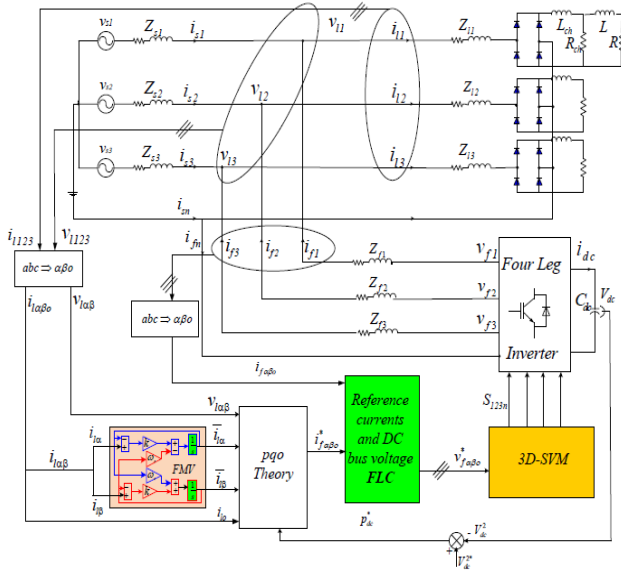 v_s1
Z_s1
i_s1
v_l1
i_l1
Z_l1
L_ch
L
R_ch
R
v_s2
Z_s2
i_s2
v_l2
i_l2
Z_l2
v_s3
Z_s3
i_s3
v_l3
i_l3
Z_l3
i_sn
i_l123
v_l123
i_fn
i_f3
i_f2
i_f1
Z_f1
v_f1
Four Leg
i_dc
abc ⇒ αβo
Z_f2
v_f2
C_dc
V_dc
i_lαβo
v_lαβ
abc ⇒ αβo
Z_f3
v_f3
Inverter
i_fαβo
S_123n
v_lαβ
Reference
currents
and DC
bus voltage
FLC
i_lα
k
1/s
ī_lα
pqo
Theory
i*_fαβo
v*_fαβo
3D-SVM
i_lαβ
ω
FMV
ω
i_lβ
k
1/s
ī_lβ
i_lo
p*_dc
- V²_dc
+
V²*_dc